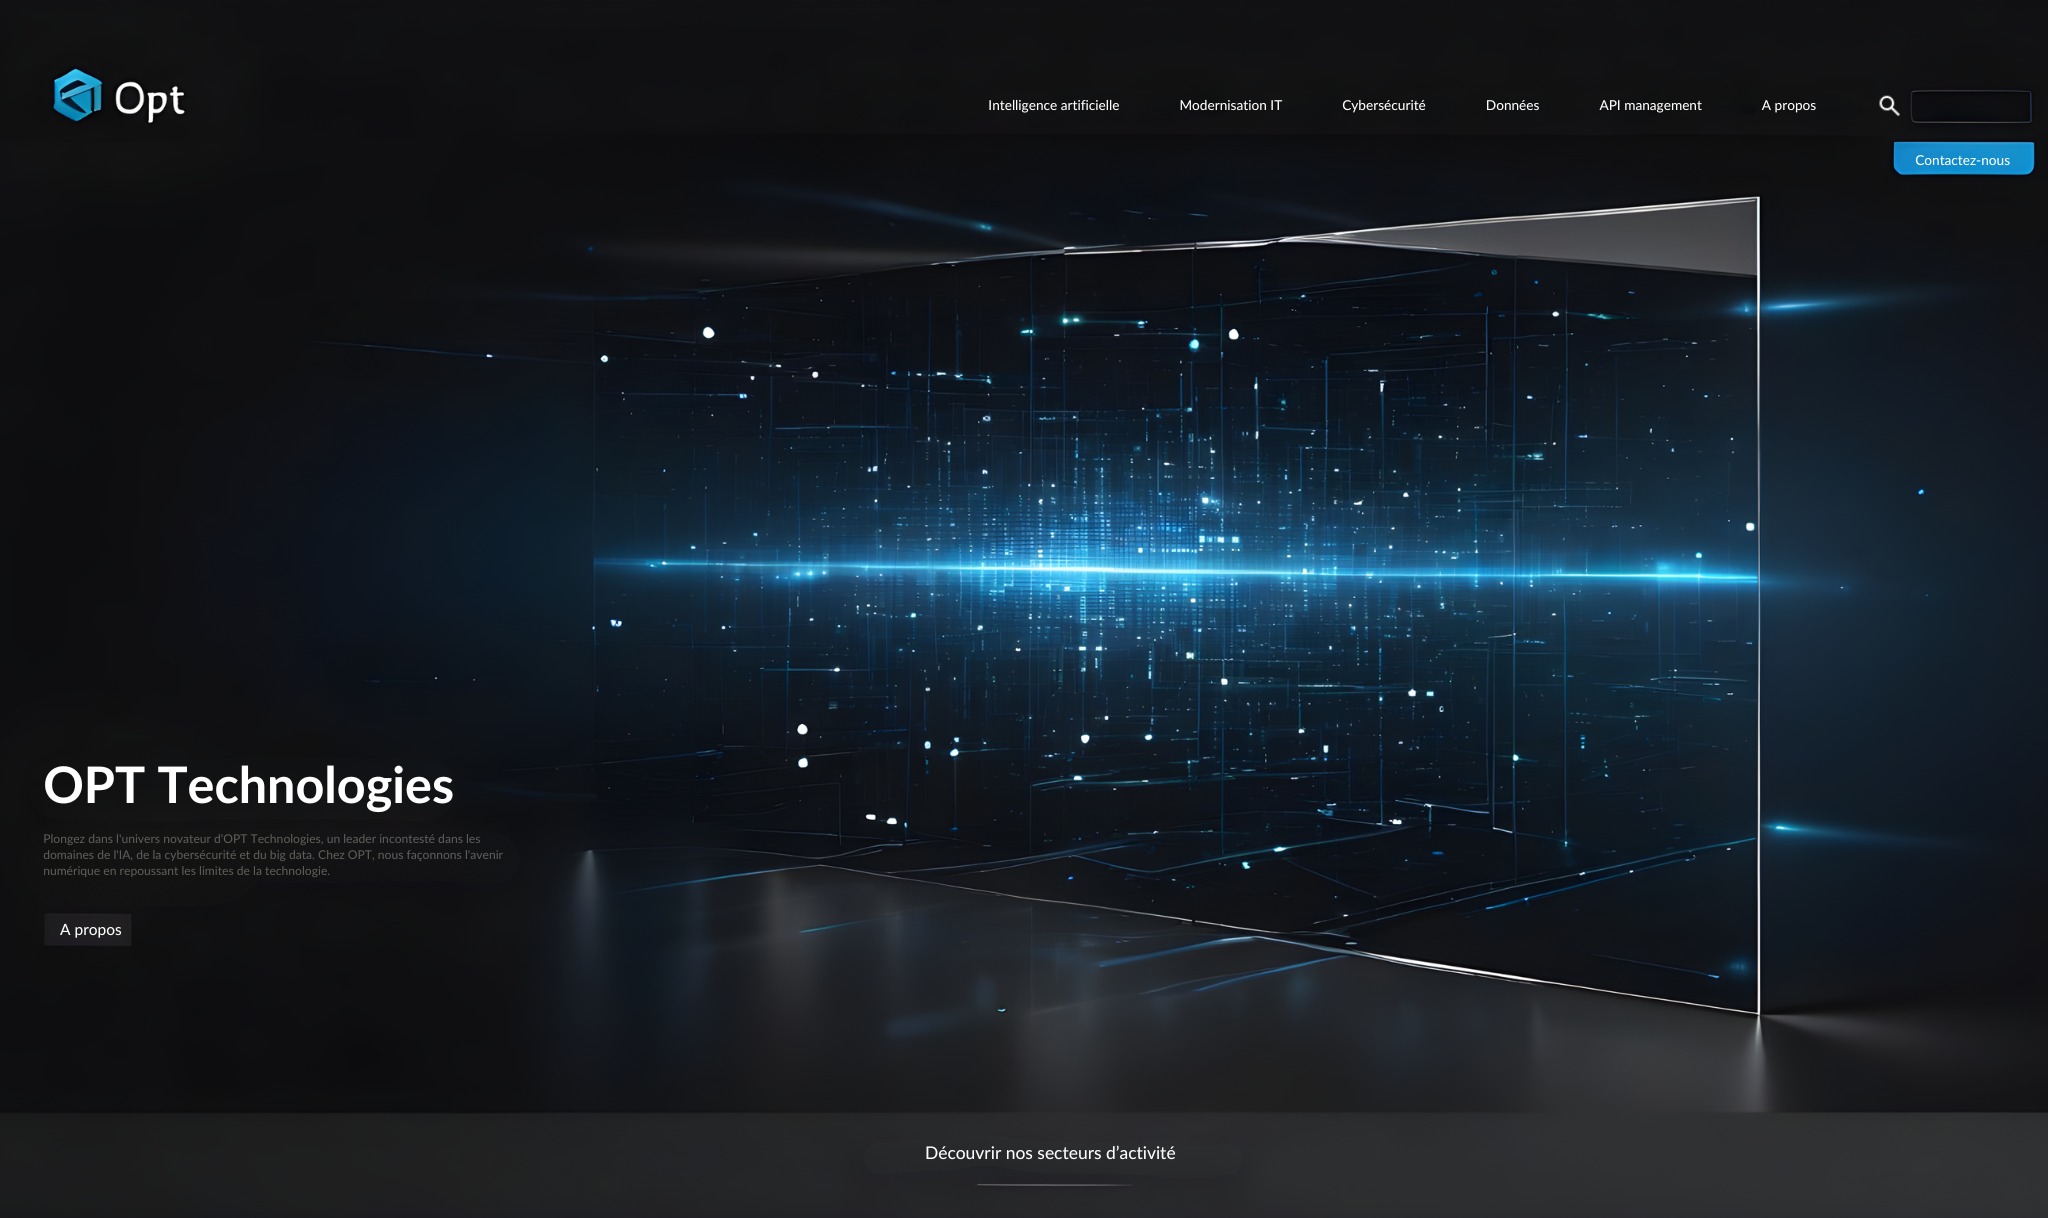 Opt
Intelligence artificielle
Modernisation IT
Cybersécurité
Données
API management
A propos
Contactez-nous
OPT Technologies
Plongez dans l'univers novateur d'OPT Technologies, un leader incontesté dans les
domaines de l'IA, de la cybersécurité et du big data. Chez OPT, nous façonnons l'avenir
numérique en repoussant les limites de la technologie.
A propos
Découvrir nos secteurs d'activité